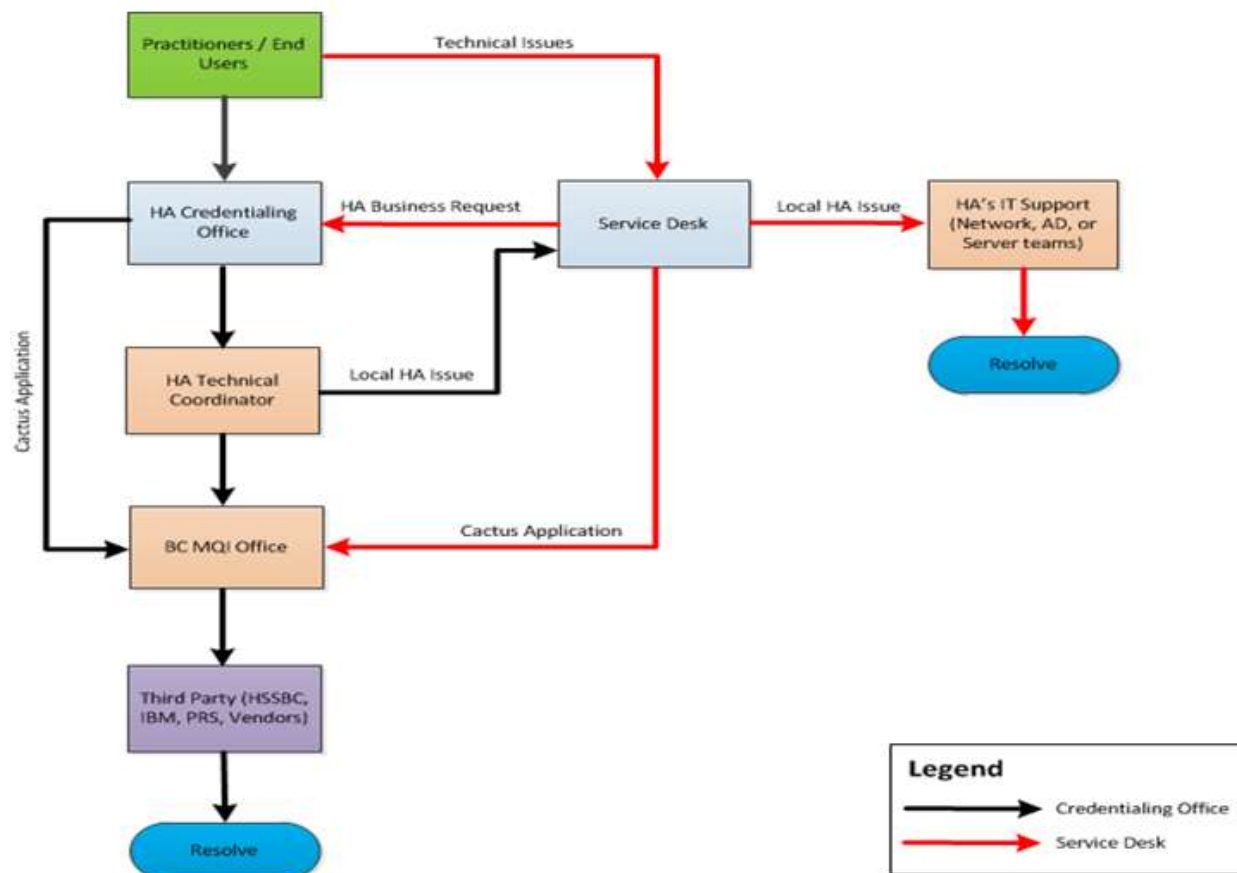 Practitioners / End
Users
Technical Issues
HA Credentialing
Office
HA Business Request
Service Desk
Local HA Issue
HA's IT Support
(Network, AD, or
Server teams)
Resolve
Cactus Application
HA Technical
Coordinator
Local HA Issue
BC MQI Office
Cactus Application
Third Party (HSSBC,
IBM, PRS, Vendors)
Resolve
Legend
Credentialing Office
Service Desk